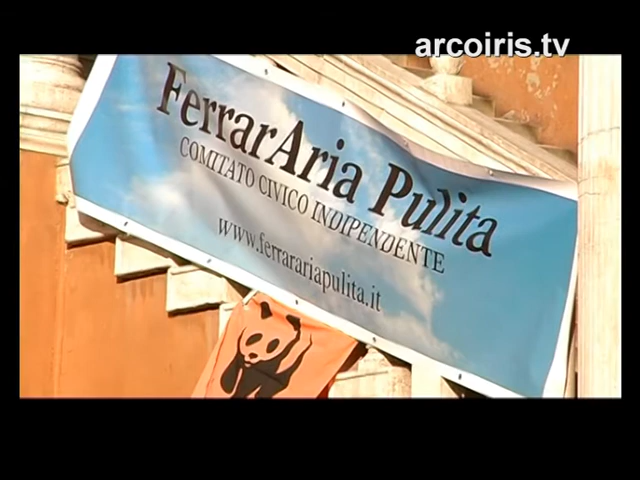 arcoiris.tv
FerrarAria Pulita
COMITATO CIVICO INDIPENDENTE
www.ferrarariapulita.it